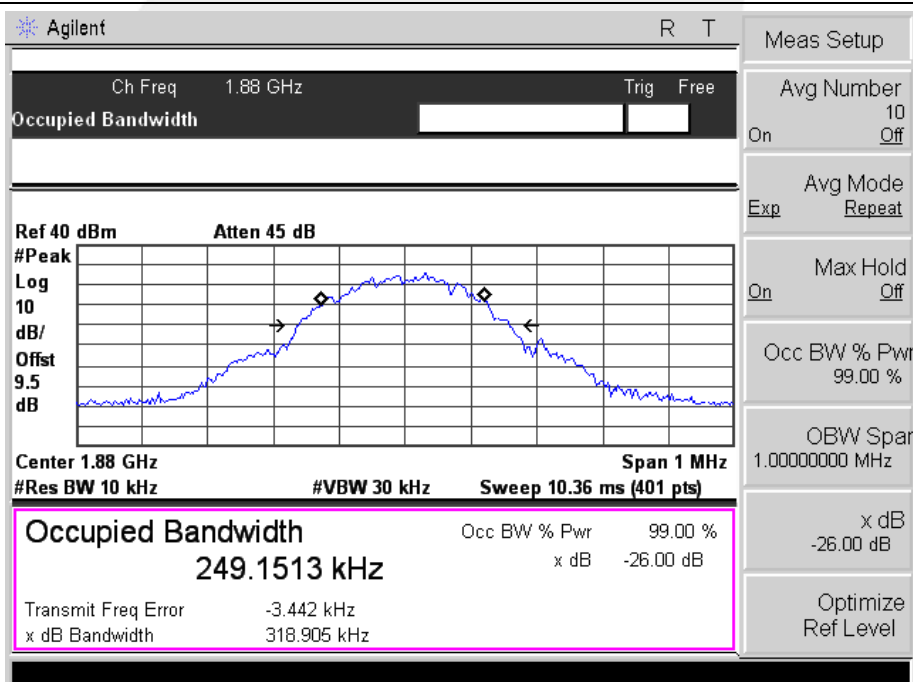 Agilent R T
Ch Freq 1.88 GHz Trig Free
Occupied Bandwidth
Ref 40 dBm Atten 45 dB
#Peak
Log
10
dB/
Offst
9.5
dB
Center 1.88 GHz Span 1 MHz
#Res BW 10 kHz #VBW 30 kHz Sweep 10.36 ms (401 pts)
Occupied Bandwidth
249.1513 kHz
Occ BW % Pwr 99.00 %
x dB -26.00 dB
Transmit Freq Error -3.442 kHz
x dB Bandwidth 318.905 kHz
Meas Setup
Avg Number
10
On Off
Avg Mode
Exp Repeat
Max Hold
On Off
Occ BW % Pwr
99.00 %
OBW Span
1.00000000 MHz
x dB
-26.00 dB
Optimize
Ref Level